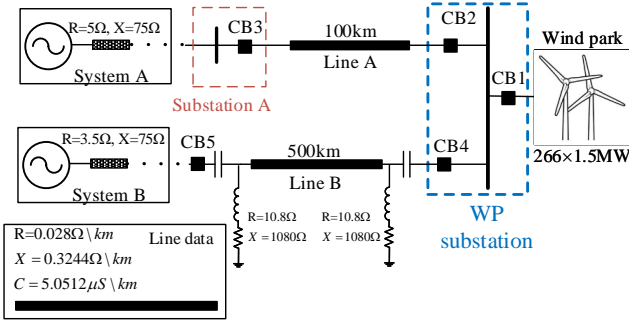 R=5Ω, X=75Ω
System A
CB3
Substation A
100km
Line A
CB2
CB1
Wind park
266×1.5MW
R=3.5Ω, X=75Ω
System B
CB5
500km
Line B
CB4
WP
substation
R=10.8Ω
X = 1080Ω
R=10.8Ω
X = 1080Ω
Line data
R=0.028Ω\km
X = 0.3244Ω\km
C = 5.0512μS\km